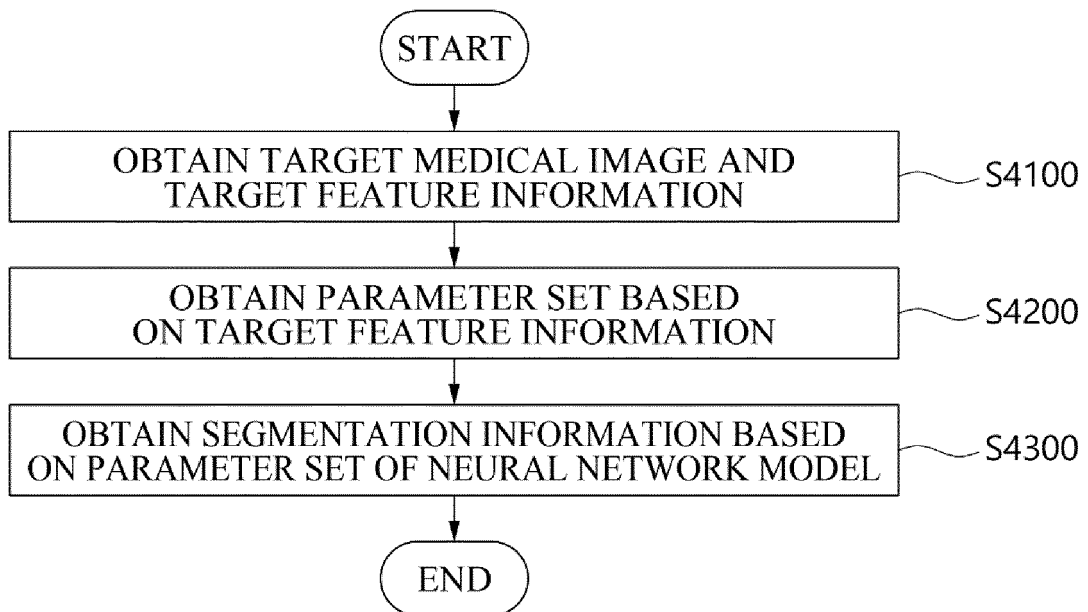 START
OBTAIN TARGET MEDICAL IMAGE AND
TARGET FEATURE INFORMATION
S4100
OBTAIN PARAMETER SET BASED
ON TARGET FEATURE INFORMATION
S4200
OBTAIN SEGMENTATION INFORMATION BASED
ON PARAMETER SET OF NEURAL NETWORK MODEL
S4300
END